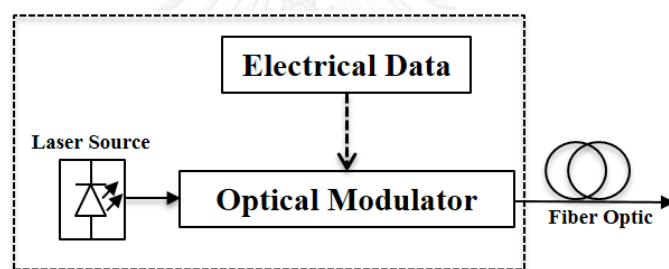 Electrical Data
Laser Source
Optical Modulator
Fiber Optic